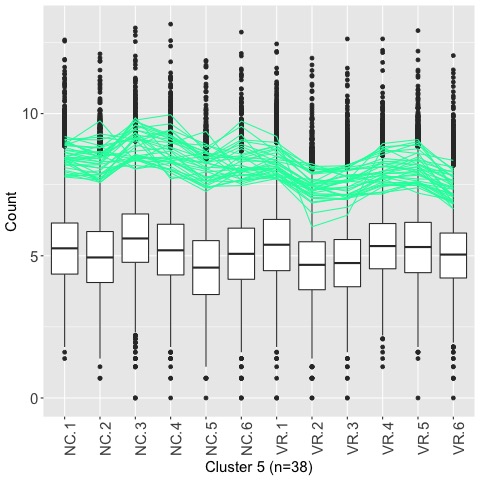 Count
10
5
0
NC.1
NC.2
NC.3
NC.4
NC.5
NC.6
VR.1
VR.2
VR.3
VR.4
VR.5
VR.6
Cluster 5 (n=38)